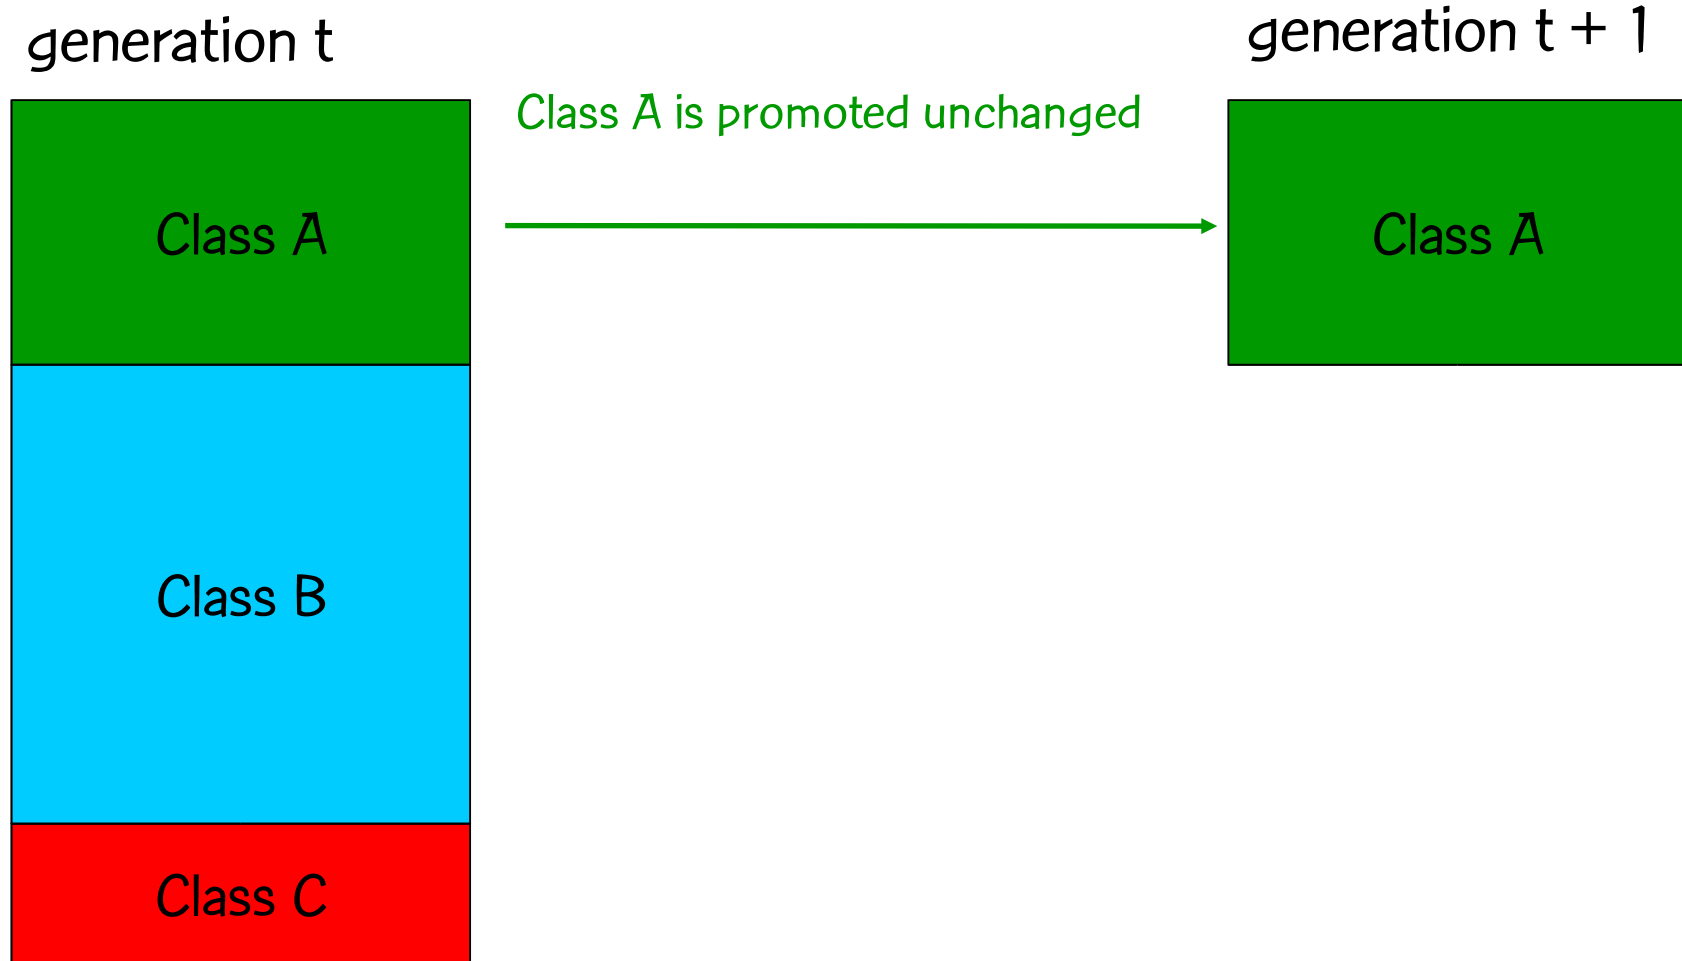 generation t
generation t + 1
Class A is promoted unchanged
Class A
Class A
Class B
Class C